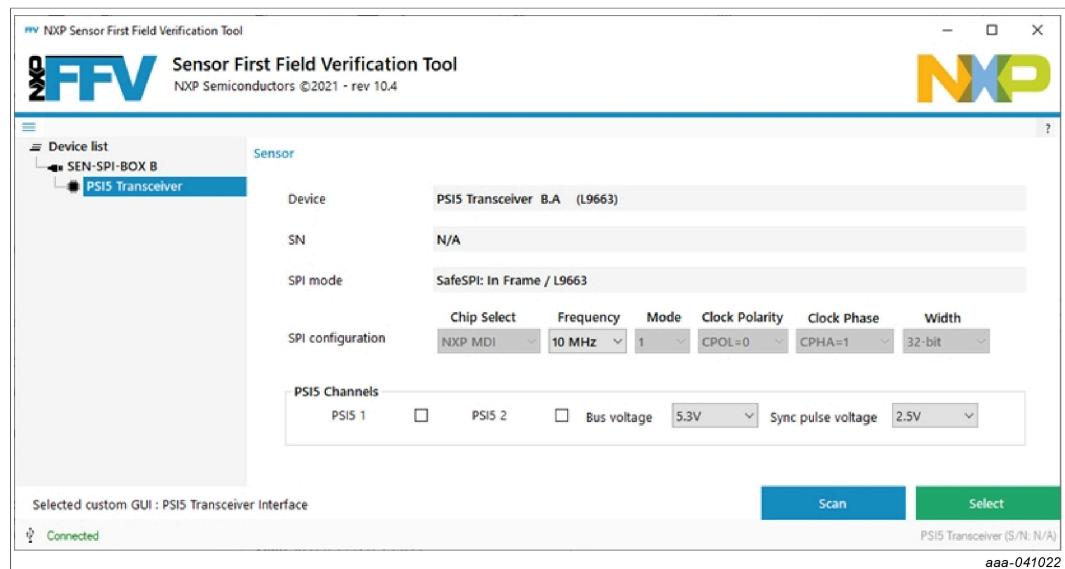 FFV NXP Sensor First Field Verification Tool
NXP FFV
Sensor First Field Verification Tool
NXP Semiconductors ©2021 - rev 10.4
NXP
?
Device list
SEN-SPI-BOX B
PSI5 Transceiver
Sensor
Device PSI5 Transceiver B.A (L9663)
SN N/A
SPI mode SafeSPI: In Frame / L9663
Chip Select Frequency Mode Clock Polarity Clock Phase Width
SPI configuration NXP MDI 10 MHz 1 CPOL=0 CPHA=1 32-bit
PSI5 Channels
PSI5 1 PSI5 2 Bus voltage 5.3V Sync pulse voltage 2.5V
Selected custom GUI : PSI5 Transceiver Interface
Scan Select
Connected PSI5 Transceiver (S/N: N/A)
aaa-041022